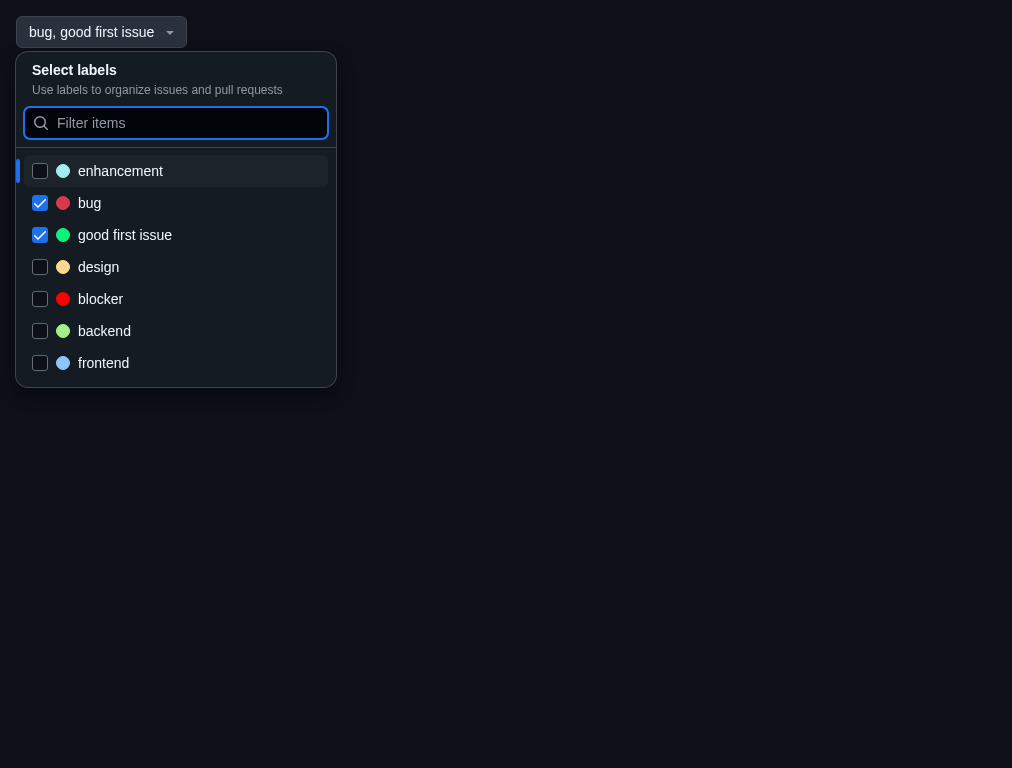 bug, good first issue
Select labels
Use labels to organize issues and pull requests
Filter items
enhancement
bug
good first issue
design
blocker
backend
frontend